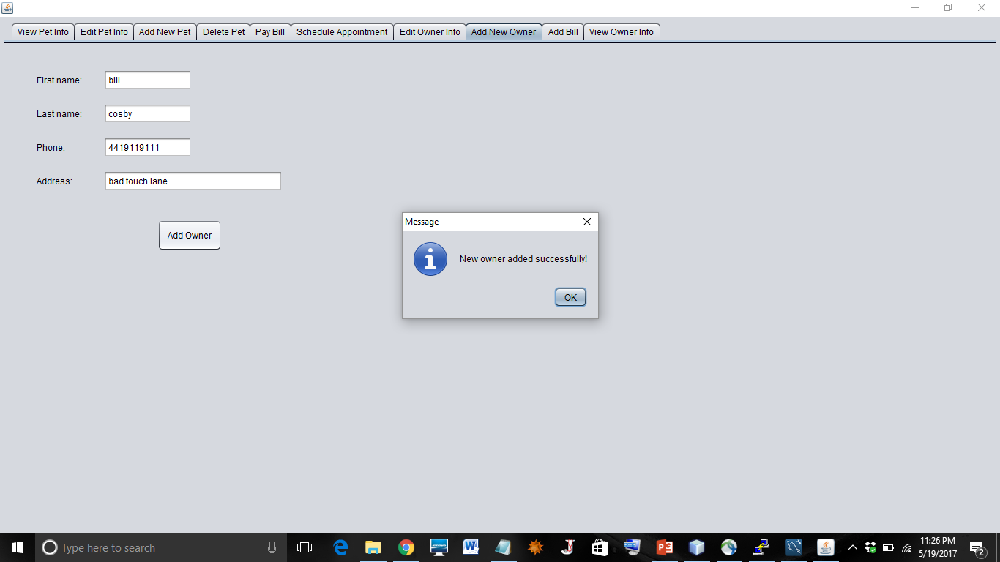 View Pet Info Edit Pet Info Add New Pet Delete Pet Pay Bill Schedule Appointment Edit Owner Info Add New Owner Add Bill View Owner Info
First name: bill
Last name: cosby
Phone: 4419119111
Address: bad touch lane
Add Owner
Message
New owner added successfully!
OK
Type here to search
11:26 PM
5/19/2017
2